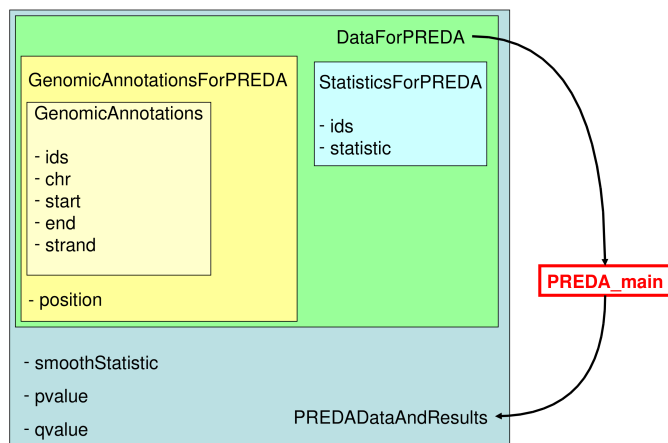 DataForPREDA
GenomicAnnotationsForPREDA
GenomicAnnotations
- ids
- chr
- start
- end
- strand
- position
StatisticsForPREDA
- ids
- statistic
PREDA_main
- smoothStatistic
- pvalue
- qvalue
PREDADataAndResults